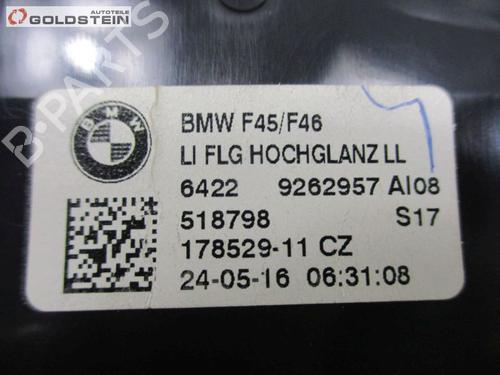 AUTOTEILE
GOLDSTEIN
BMW
BMW F45/F46
LI FLG HOCHGLANZ LL
6422 9262957 AI08
518798 S17
178529-11 CZ
24-05-16 06:31:08